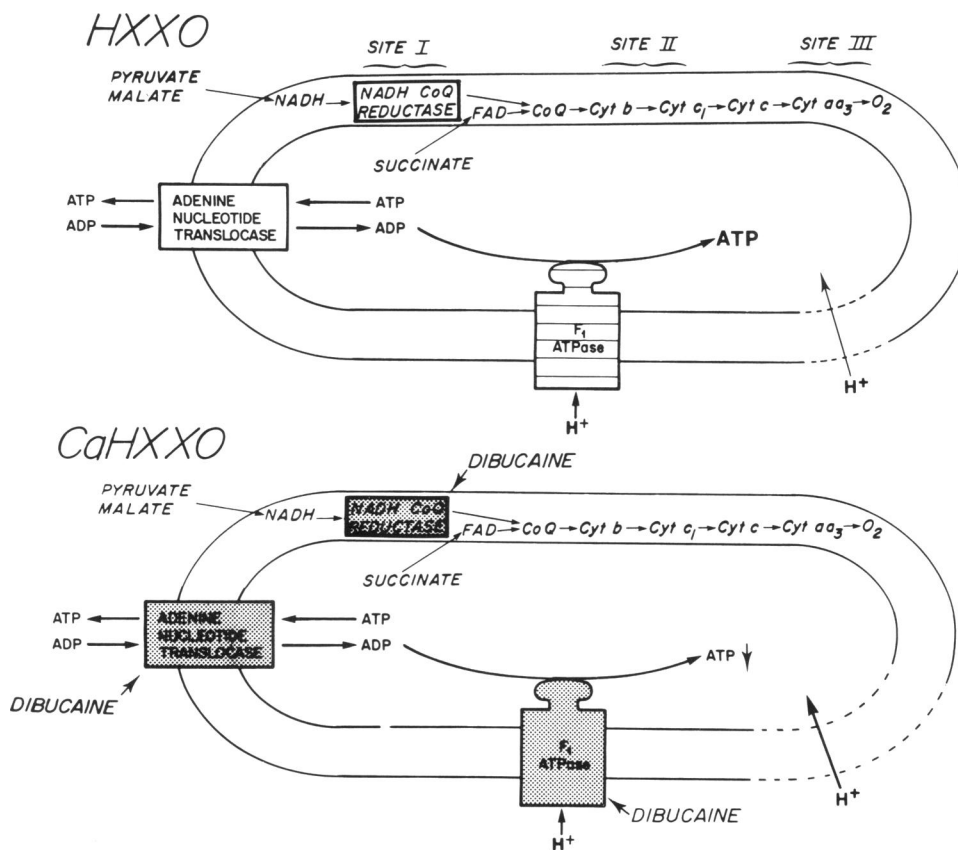 HXXO
SITE I
SITE II
SITE III
PYRUVATE
MALATE
NADH
NADH CoQ
REDUCTASE
FAD → CoQ → Cyt b → Cyt c₁ → Cyt c → Cyt aa₃ → O₂
SUCCINATE
ATP
ADP
ADENINE
NUCLEOTIDE
TRANSLOCASE
ATP
ADP
ATP
F₁
ATPase
H⁺
H⁺
CaHXXO
DIBUCAINE
PYRUVATE
MALATE
NADH
NADH CoQ
REDUCTASE
FAD → CoQ → Cyt b → Cyt c₁ → Cyt c → Cyt aa₃ → O₂
SUCCINATE
ATP
ADP
ADENINE
NUCLEOTIDE
TRANSLOCASE
ATP
ADP
ATP ↓
DIBUCAINE
F₁
ATPase
H⁺
DIBUCAINE
H⁺